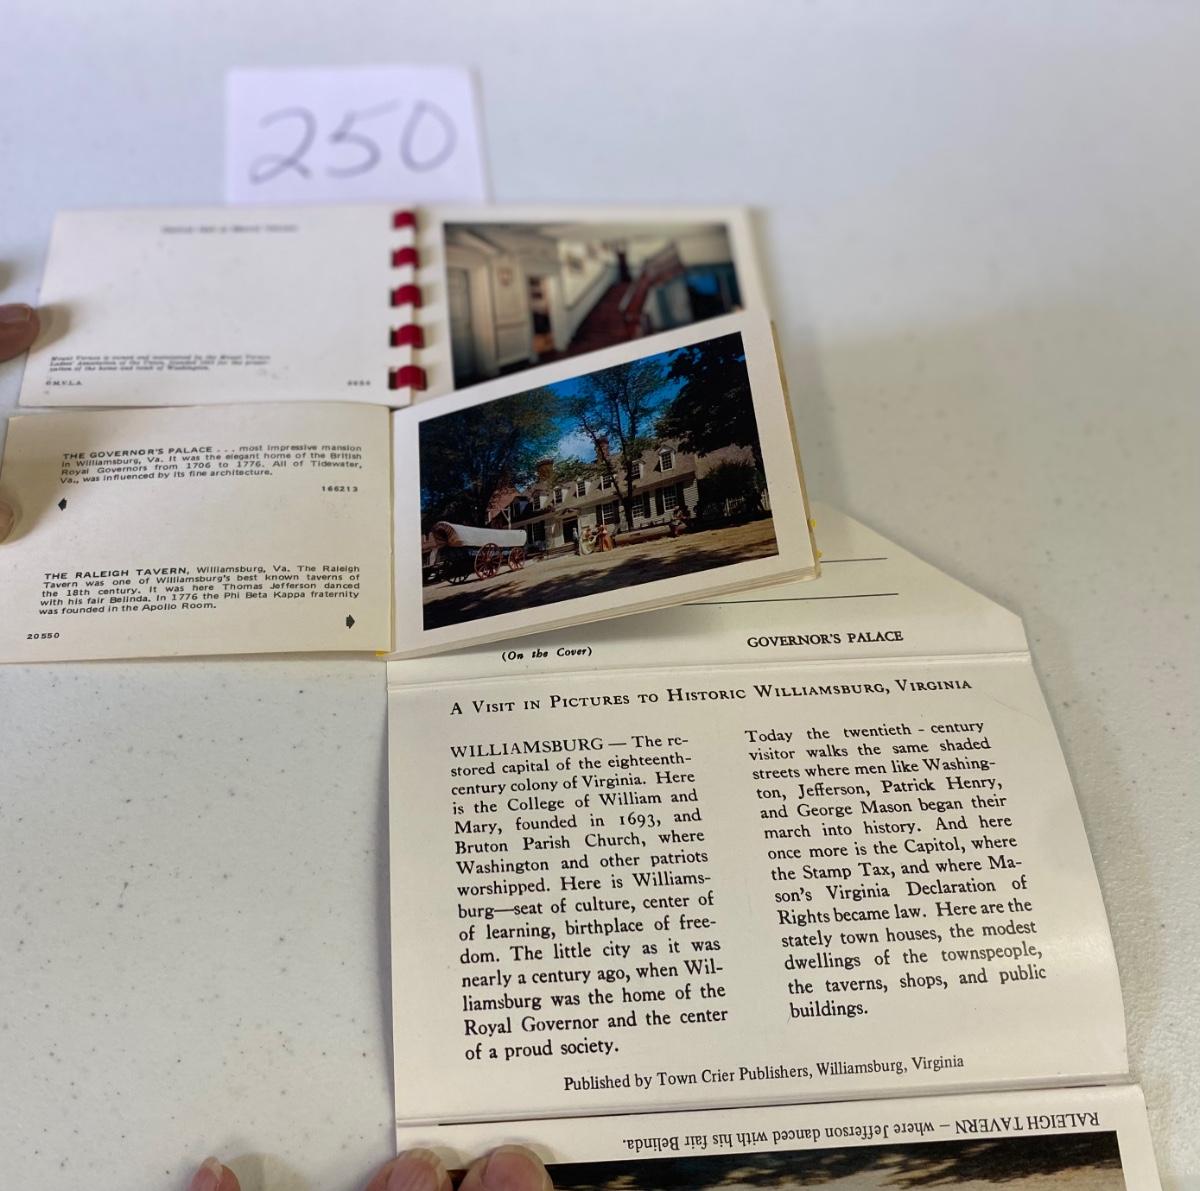 250
THE GOVERNOR'S PALACE . . . most impressive mansion
in Williamsburg, Va. It was the elegant home of the British
Royal Governors from 1706 to 1776. All of Tidewater,
Va., was influenced by its fine architecture.
166213
THE RALEIGH TAVERN, Williamsburg, Va. The Raleigh
Tavern was one of Williamsburg's best known taverns of
the 18th century. It was here Thomas Jefferson danced
with his fair Belinda. In 1776 the Phi Beta Kappa fraternity
was founded in the Apollo Room.
20550
(On the Cover)
GOVERNOR'S PALACE
A VISIT IN PICTURES TO HISTORIC WILLIAMSBURG, VIRGINIA
WILLIAMSBURG — The re-
stored capital of the eighteenth-
century colony of Virginia. Here
is the College of William and
Mary, founded in 1693, and
Bruton Parish Church, where
Washington and other patriots
worshipped. Here is Williams-
burg—seat of culture, center of
of learning, birthplace of free-
dom. The little city as it was
nearly a century ago, when Wil-
liamsburg was the home of the
Royal Governor and the center
of a proud society.
Today the twentieth - century
visitor walks the same shaded
streets where men like Washing-
ton, Jefferson, Patrick Henry,
and George Mason began their
march into history. And here
once more is the Capitol, where
the Stamp Tax, and where Ma-
son's Virginia Declaration of
Rights became law. Here are the
stately town houses, the modest
dwellings of the townspeople,
the taverns, shops, and public
buildings.
Published by Town Crier Publishers, Williamsburg, Virginia
RALEIGH TAVERN — where Jefferson danced with his fair Belinda.